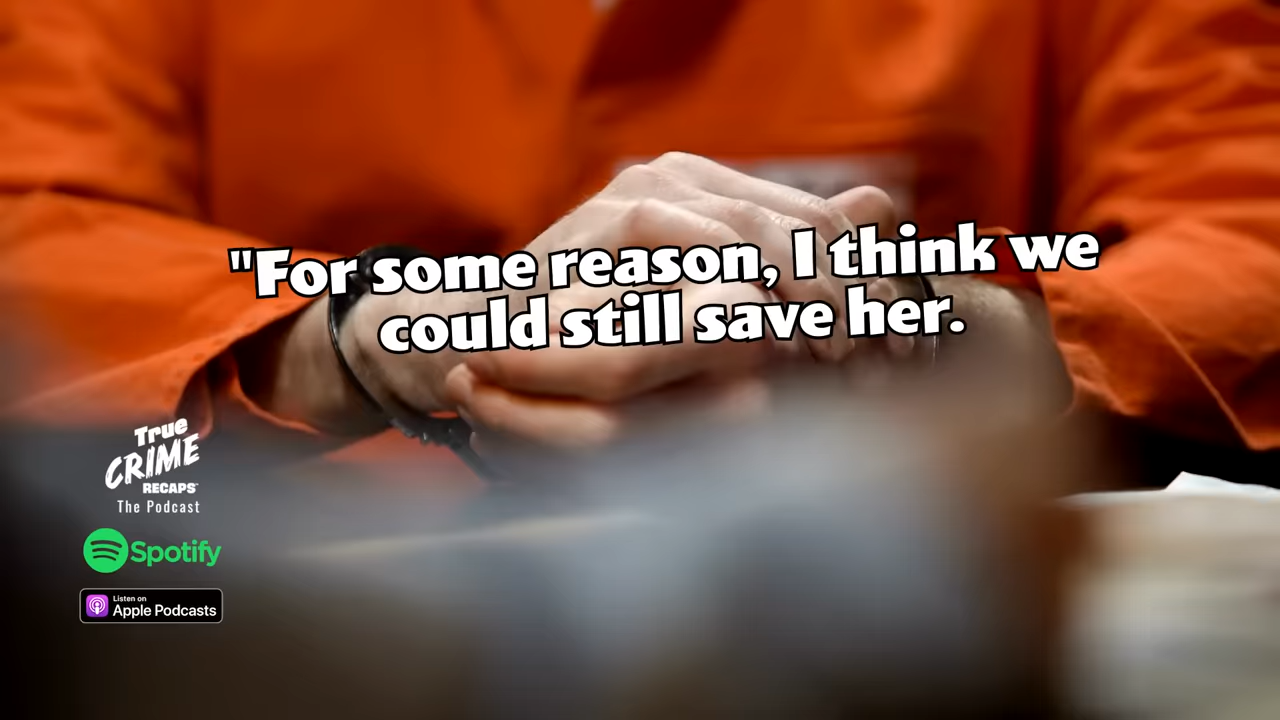 "For some reason, I think we
could still save her.
True
CRIME
RECAPS
The Podcast
Spotify
Listen on
Apple Podcasts